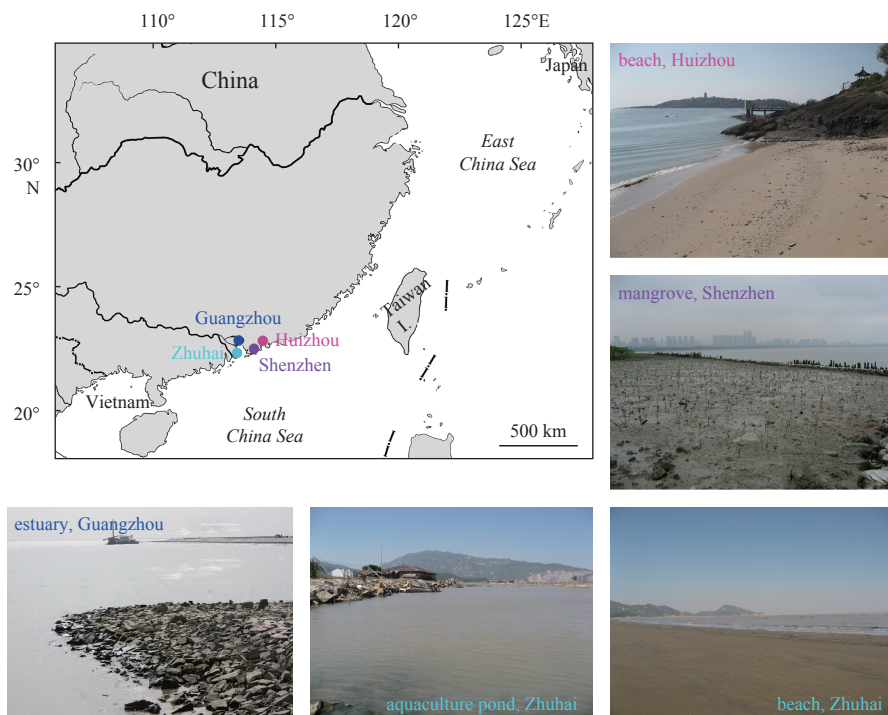 110° 115° 120° 125°E
China
Japan
East
China Sea
30°
N
25°
Taiwan
I.
Guangzhou
Huizhou
Zhuhai
Shenzhen
Vietnam
20°
South
China Sea
500 km
beach, Huizhou
mangrove, Shenzhen
estuary, Guangzhou
aquaculture pond, Zhuhai
beach, Zhuhai